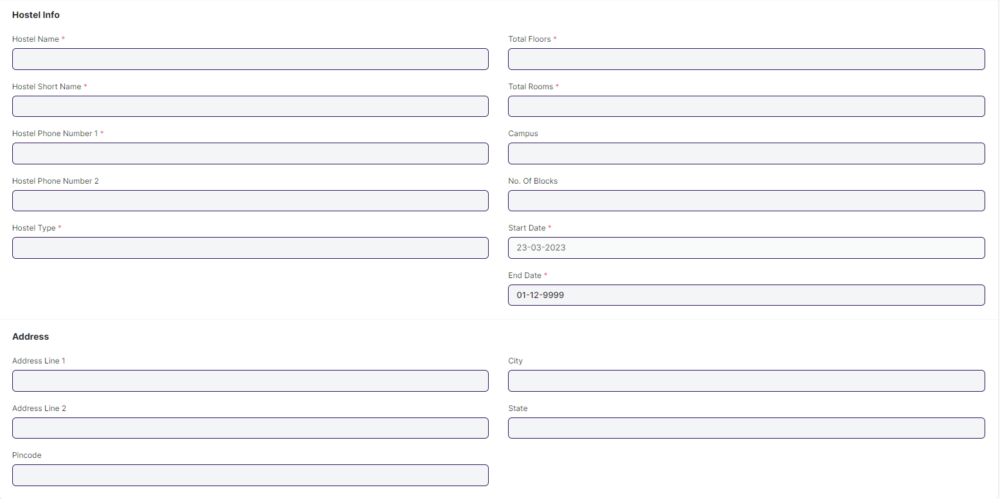 Hostel Info
Hostel Name *
Total Floors *
Hostel Short Name *
Total Rooms *
Hostel Phone Number 1 *
Campus
Hostel Phone Number 2
No. Of Blocks
Hostel Type *
Start Date *
23-03-2023
End Date *
01-12-9999
Address
Address Line 1
City
Address Line 2
State
Pincode